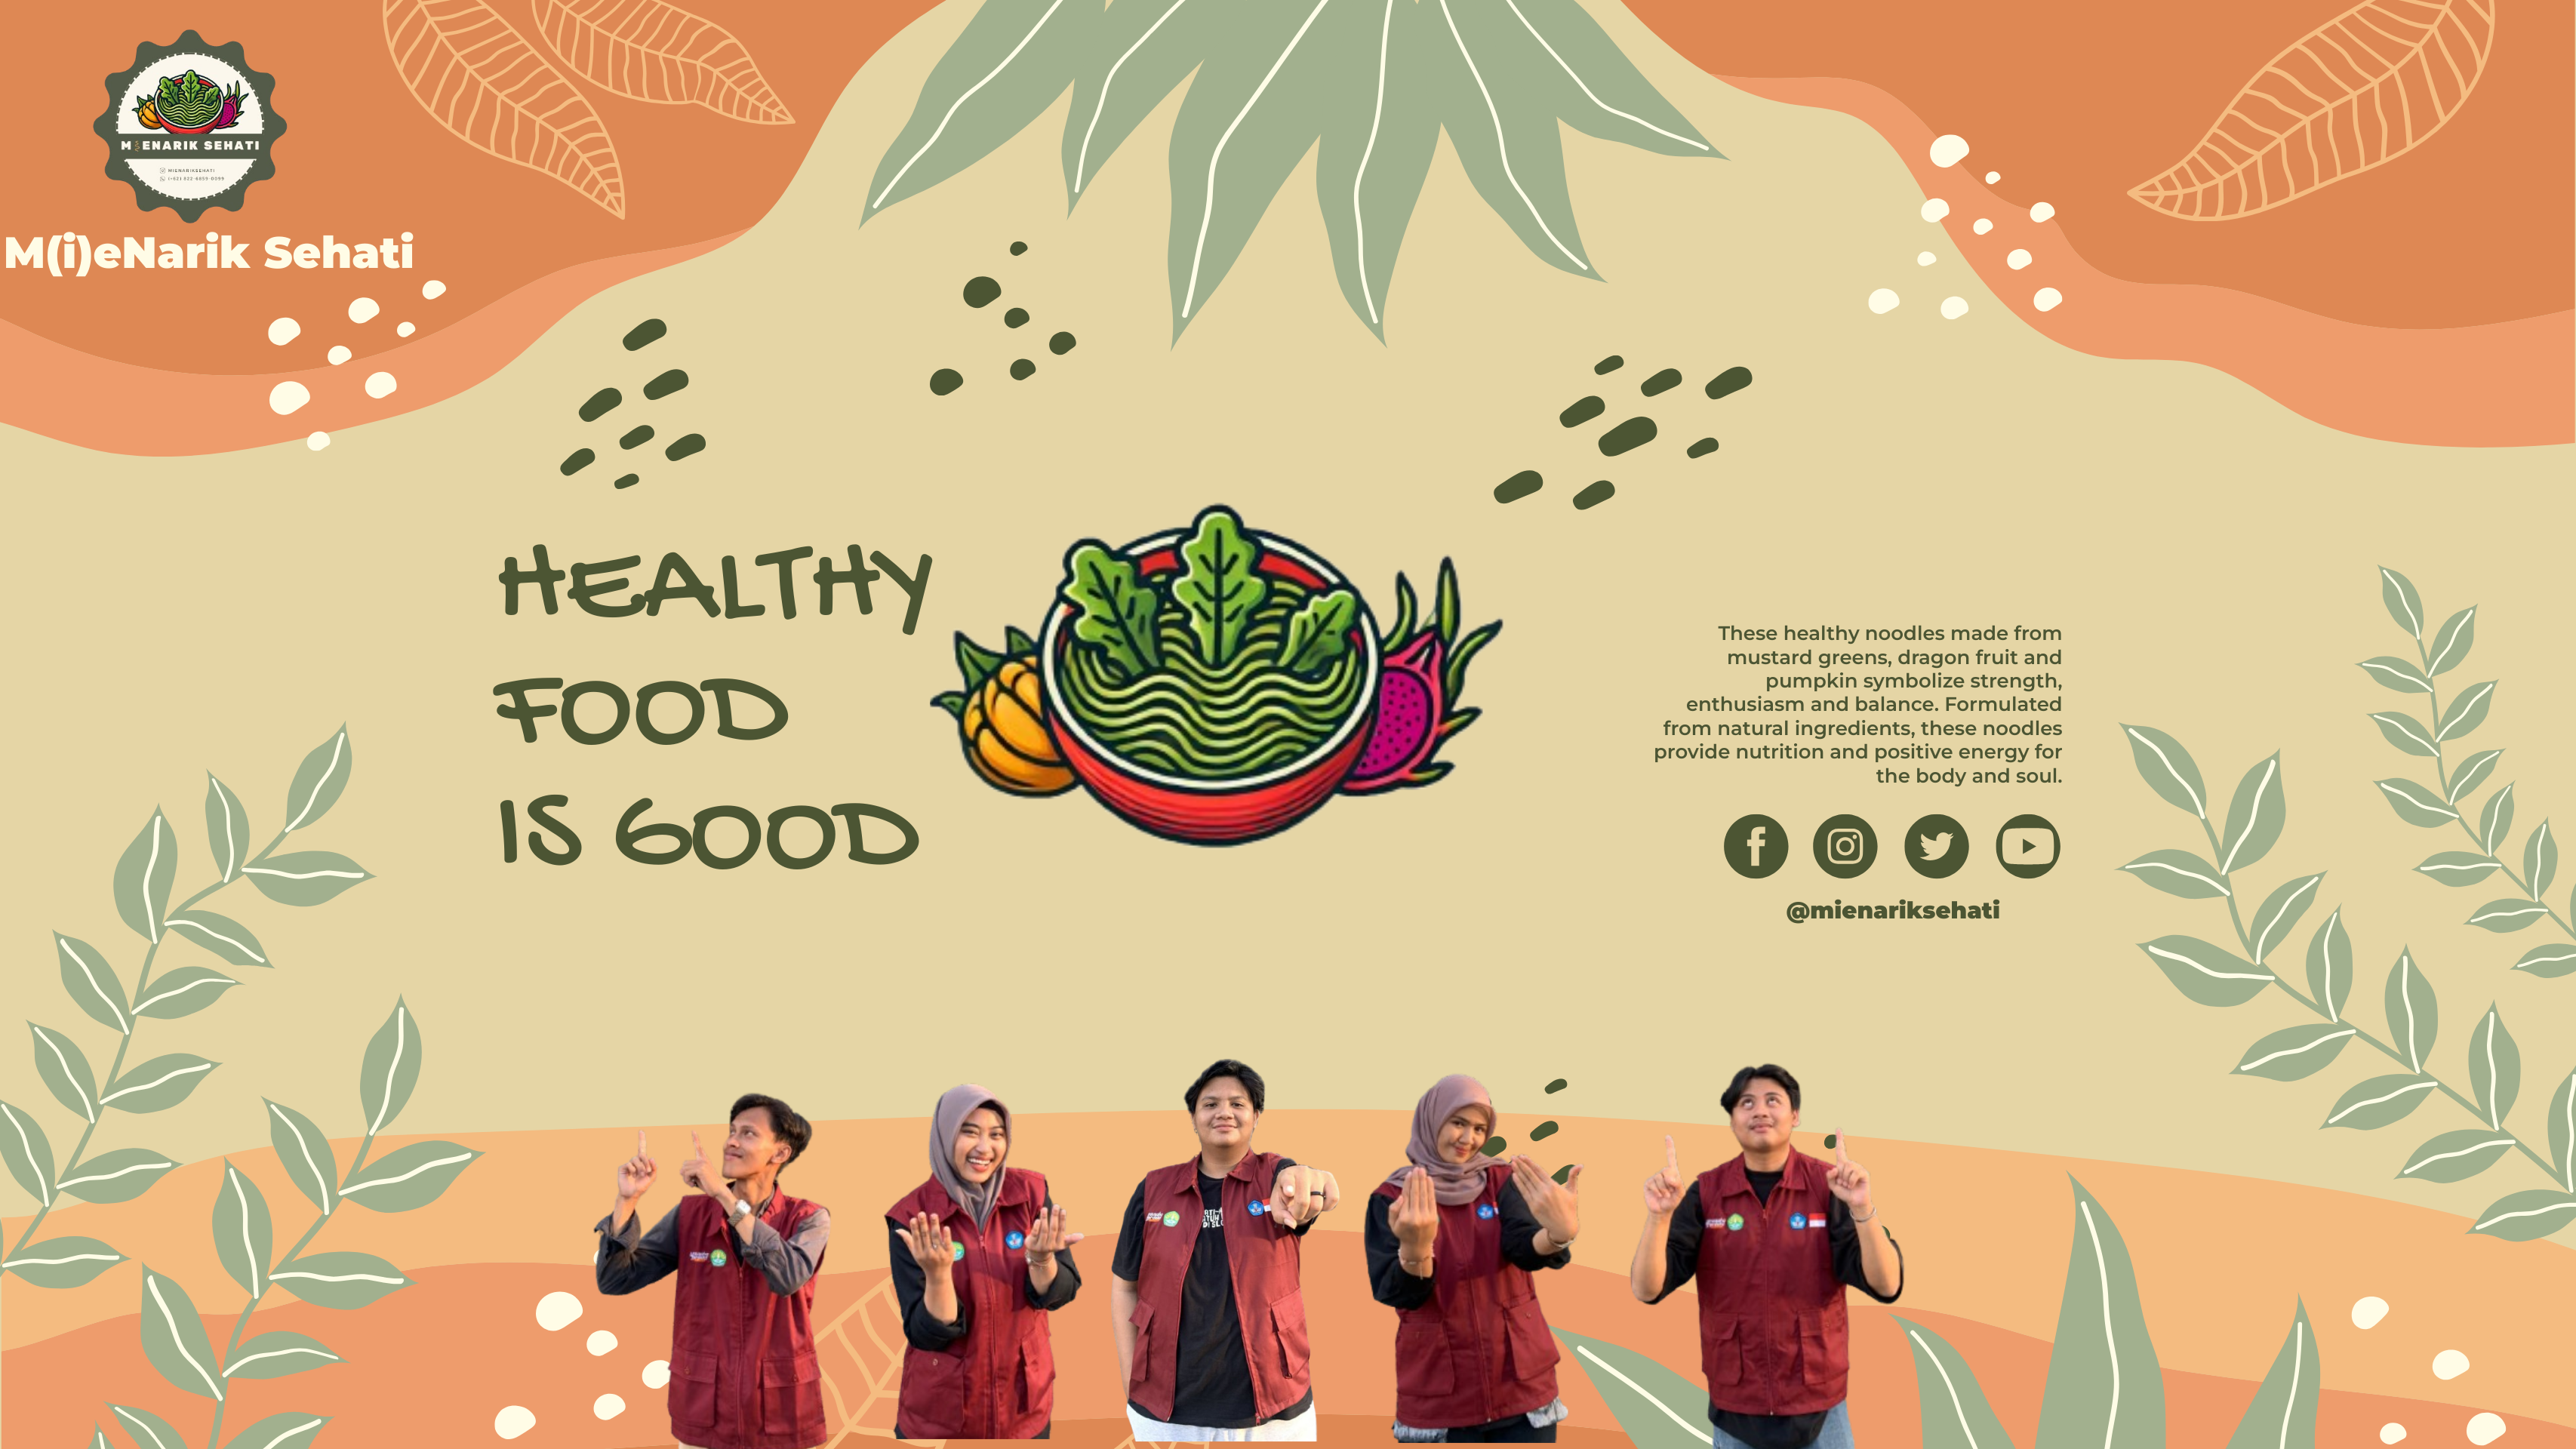 M ENARIK SEHATI
MIENARIKSEHATI
M(i)eNarik Sehati
HEALTHY
FOOD
IS GOOD
These healthy noodles made from
mustard greens, dragon fruit and
pumpkin symbolize strength,
enthusiasm and balance. Formulated
from natural ingredients, these noodles
provide nutrition and positive energy for
the body and soul.
@mienariksehati